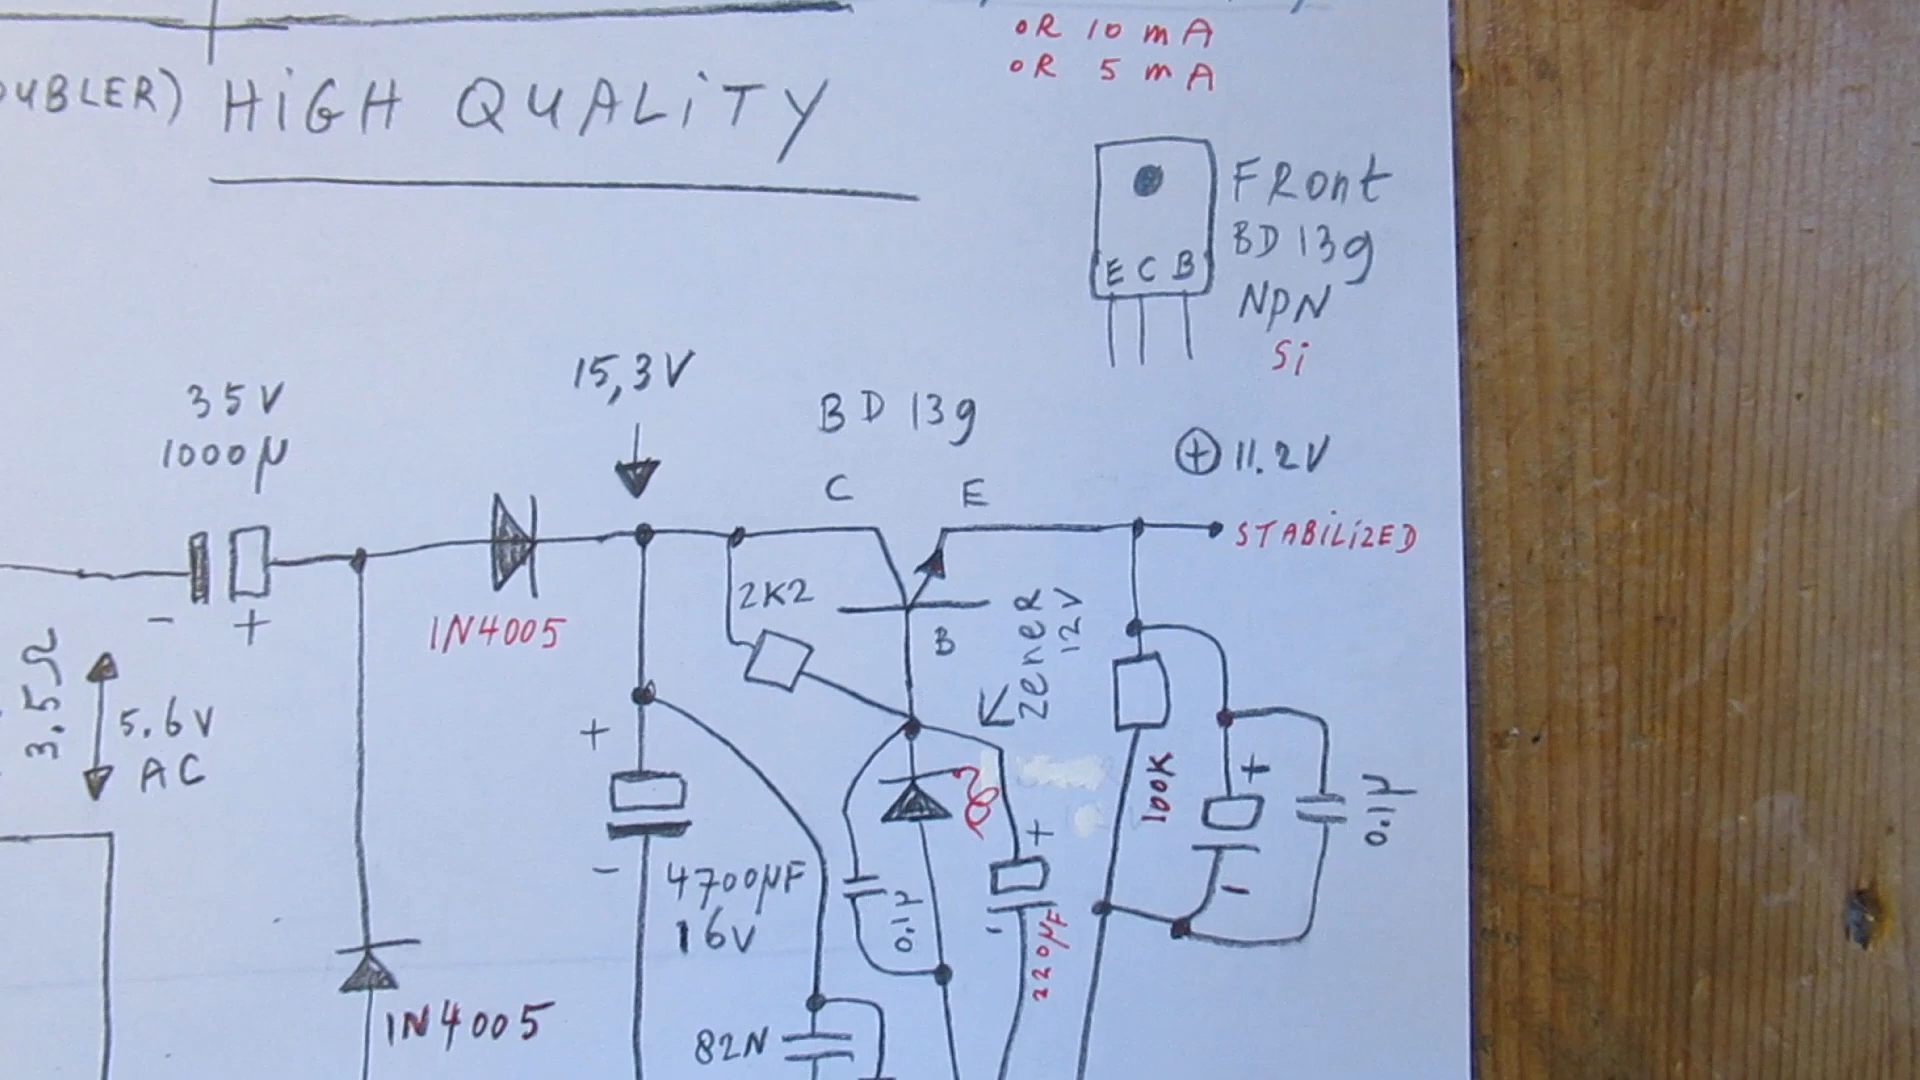 OR 10 mA
OR 5 mA
OUBLER) HiGH QUALiTY
FRont
BD 139
NPN
Si
E C B
35V
1000µ
15,3V
BD 139
C
E
+ 11.2V
STABiLiZED
- +
1N4005
2K2
B
ZeneR
12V
3.5Ω
5.6V
AC
+
-
4700µF
16V
0.1µ
+
-
220µF
100K
+
-
0.1µ
1N4005
82N